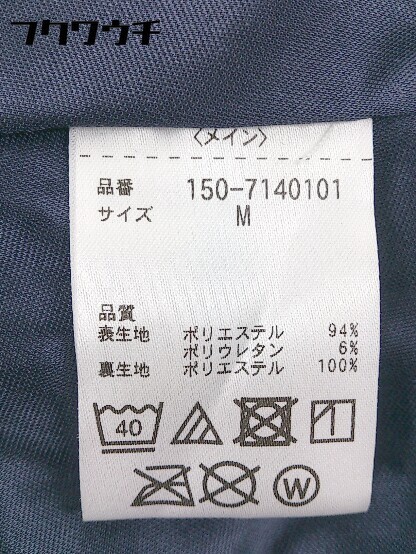 フクワウチ
〈メイン〉
品番 150-7140101
サイズ M
品質
表生地 ポリエステル 94%
ポリウレタン 6%
裏生地 ポリエステル 100%
40
W